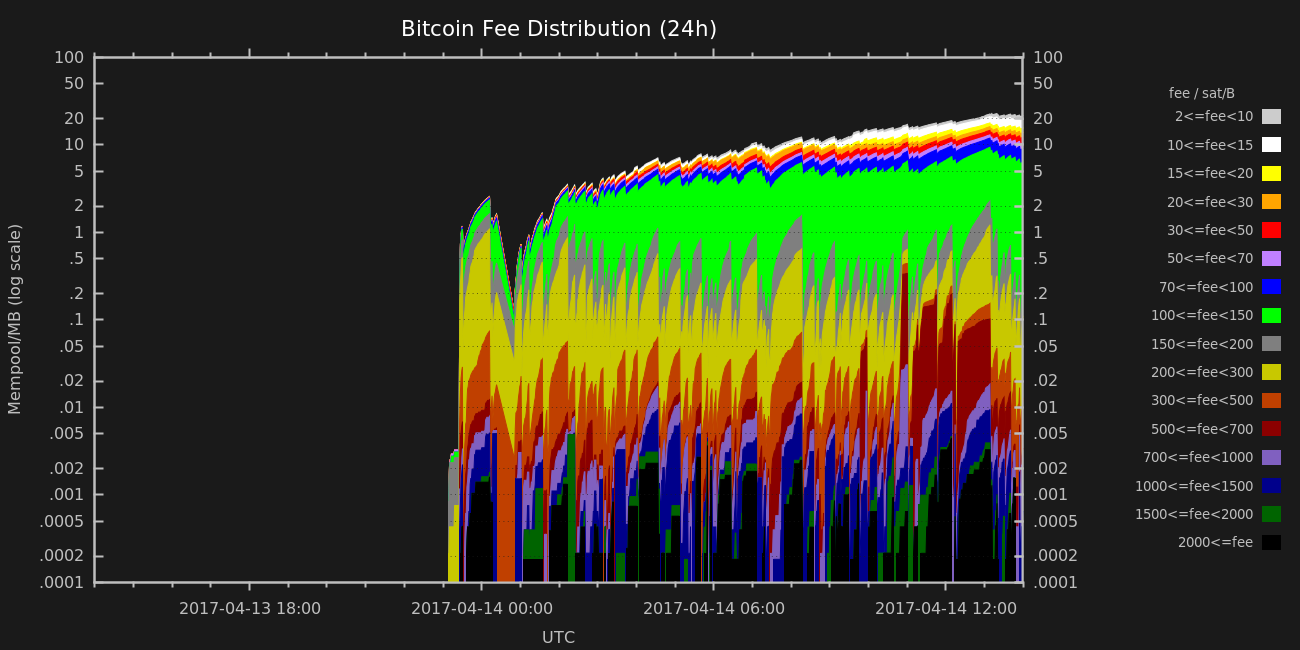 Bitcoin Fee Distribution (24h)
Mempool/MB (log scale)
100
50
20
10
5
2
1
.5
.2
.1
.05
.02
.01
.005
.002
.001
.0005
.0002
.0001
100
50
20
10
5
2
1
.5
.2
.1
.05
.02
.01
.005
.002
.001
.0005
.0002
.0001
2017-04-13 18:00
2017-04-14 00:00
2017-04-14 06:00
2017-04-14 12:00
UTC
fee / sat/B
2<=fee<10
10<=fee<15
15<=fee<20
20<=fee<30
30<=fee<50
50<=fee<70
70<=fee<100
100<=fee<150
150<=fee<200
200<=fee<300
300<=fee<500
500<=fee<700
700<=fee<1000
1000<=fee<1500
1500<=fee<2000
2000<=fee